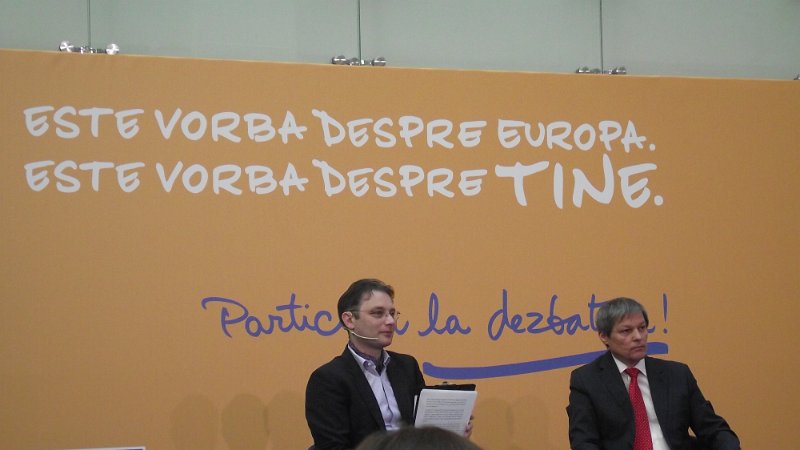 ESTE VORBA DESPRE EUROPA.
ESTE VORBA DESPRE TINE.
la